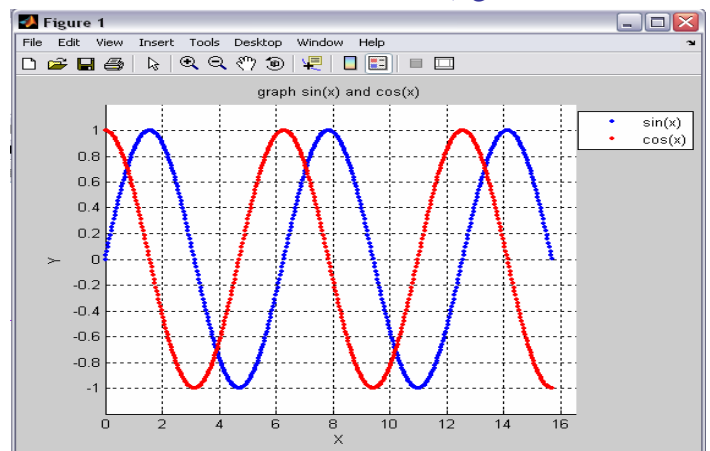 Figure 1
File Edit View Insert Tools Desktop Window Help
graph sin(x) and cos(x)
sin(x)
cos(x)
1
0.8
0.6
0.4
0.2
0
-0.2
-0.4
-0.6
-0.8
-1
Y
0 2 4 6 8 10 12 14 16
X